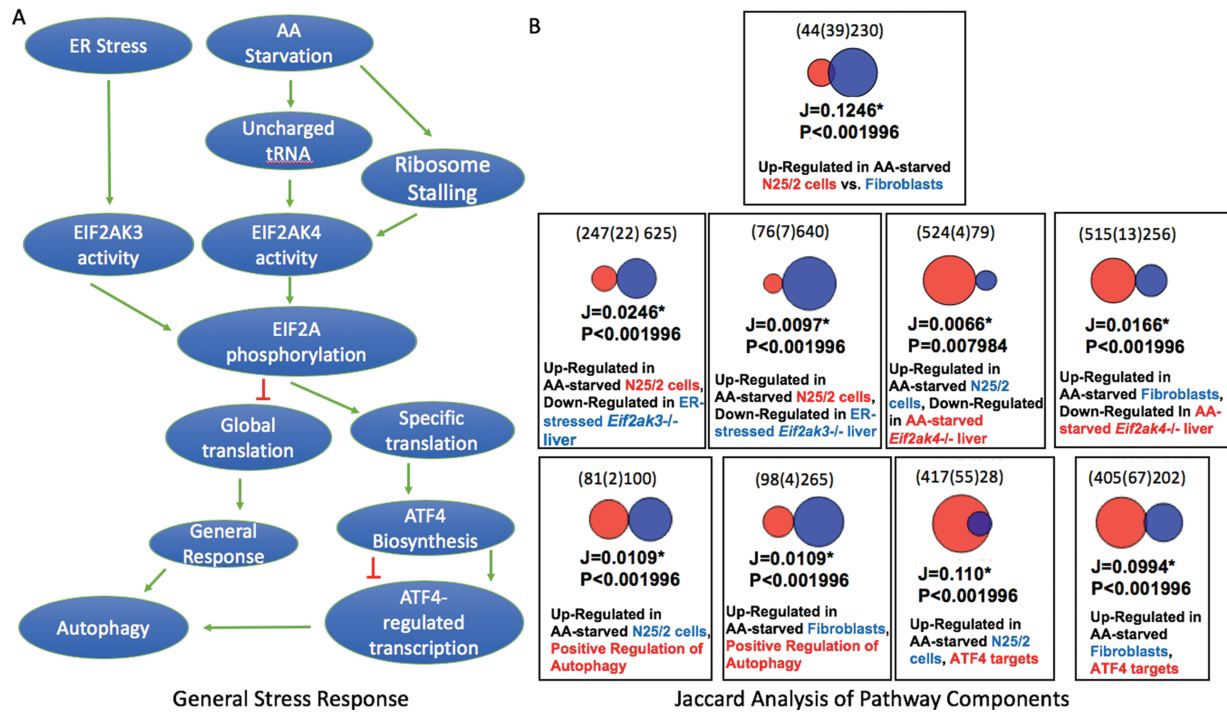 A
ER Stress
AA
Starvation
Uncharged
tRNA
Ribosome
Stalling
EIF2AK3
activity
EIF2AK4
activity
EIF2A
phosphorylation
Global
translation
Specific
translation
General
Response
ATF4
Biosynthesis
Autophagy
ATF4-
regulated
transcription
General Stress Response
B
(44(39)230)
J=0.1246*
P<0.001996
Up-Regulated in AA-starved
N25/2 cells vs. Fibroblasts
(247(22) 625)
J=0.0246*
P<0.001996
Up-Regulated in
AA-starved N25/2 cells,
Down-Regulated in ER-
stressed Eif2ak3-/-
liver
(76(7)640)
J=0.0097*
P<0.001996
Up-Regulated in
AA-starved N25/2 cells,
Down-Regulated in ER-
stressed Eif2ak3-/- liver
(524(4)79)
J=0.0066*
P=0.007984
Up-Regulated in
AA-starved N25/2
cells, Down-Regulated
in AA-starved
Eif2ak4-/- liver
(515(13)256)
J=0.0166*
P<0.001996
Up-Regulated in
AA-starved Fibroblasts,
Down-Regulated In AA-
starved Eif2ak4-/- liver
(81(2)100)
J=0.0109*
P<0.001996
Up-Regulated in
AA-starved N25/2 cells,
Positive Regulation of
Autophagy
(98(4)265)
J=0.0109*
P<0.001996
Up-Regulated in
AA-starved Fibroblasts,
Positive Regulation of
Autophagy
(417(55)28)
J=0.110*
P<0.001996
Up-Regulated in
AA-starved N25/2
cells, ATF4 targets
(405(67)202)
J=0.0994*
P<0.001996
Up-Regulated in
AA-starved
Fibroblasts,
ATF4 targets
Jaccard Analysis of Pathway Components